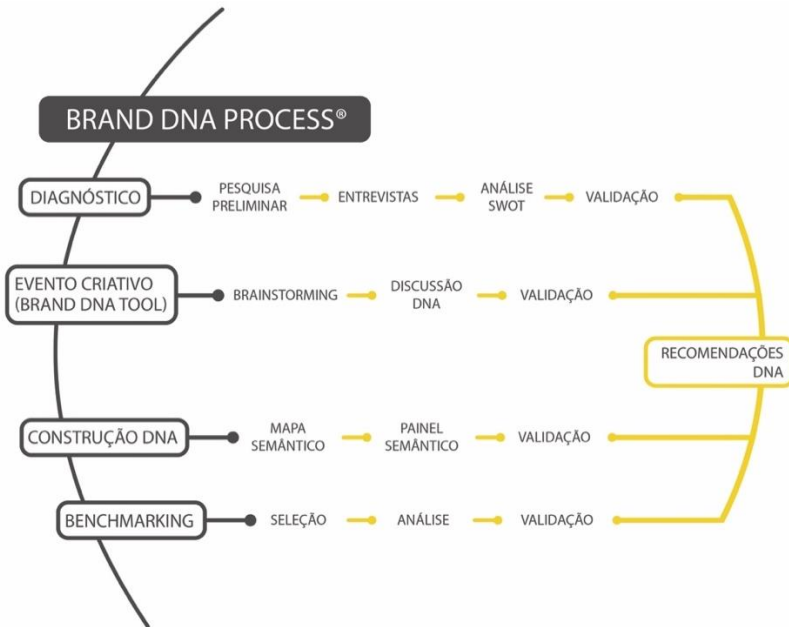 BRAND DNA PROCESS®
DIAGNÓSTICO
PESQUISA
PRELIMINAR
ENTREVISTAS
ANÁLISE
SWOT
VALIDAÇÃO
EVENTO CRIATIVO
(BRAND DNA TOOL)
BRAINSTORMING
DISCUSSÃO
DNA
VALIDAÇÃO
RECOMENDAÇÕES
DNA
CONSTRUÇÃO DNA
MAPA
SEMÂNTICO
PAINEL
SEMÂNTICO
VALIDAÇÃO
BENCHMARKING
SELEÇÃO
ANÁLISE
VALIDAÇÃO